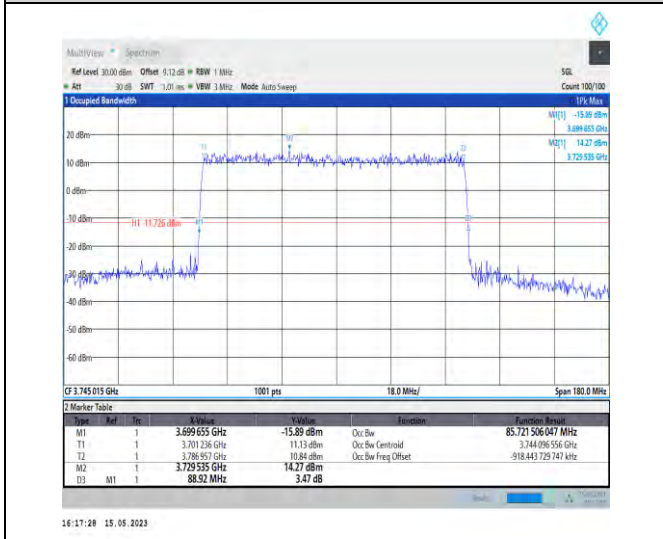 MultiView Spectrum
Ref Level 30.00 dBm Offset 9.12 dB RBW 1 MHz SGL
Att 30 dB SWT 1.01 ms VBW 3 MHz Mode Auto Sweep Count 100/100
1 Occupied Bandwidth 1Pk Max
M1[1] -15.89 dBm
3.699 655 GHz
M2[1] 14.27 dBm
3.729 535 GHz
20 dBm
M2
T1
10 dBm
0 dBm
-10 dBm
H1 -11.726 dBm
M1
-20 dBm
-30 dBm
-40 dBm
-50 dBm
-60 dBm
CF 3.745 015 GHz 1001 pts 18.0 MHz/ Span 180.0 MHz
2 Marker Table
Type Ref Trc X-Value Y-Value Function Function Result
M1 1 3.699 655 GHz -15.89 dBm Occ Bw 85.721 506 047 MHz
T1 1 3.701 236 GHz 11.13 dBm Occ Bw Centroid 3.744 096 556 GHz
T2 1 3.786 957 GHz 10.84 dBm Occ Bw Freq Offset -918.443 729 747 kHz
M2 1 3.729 535 GHz 14.27 dBm
D3 M1 1 88.92 MHz 3.47 dB
16:17:28 15.05.2023